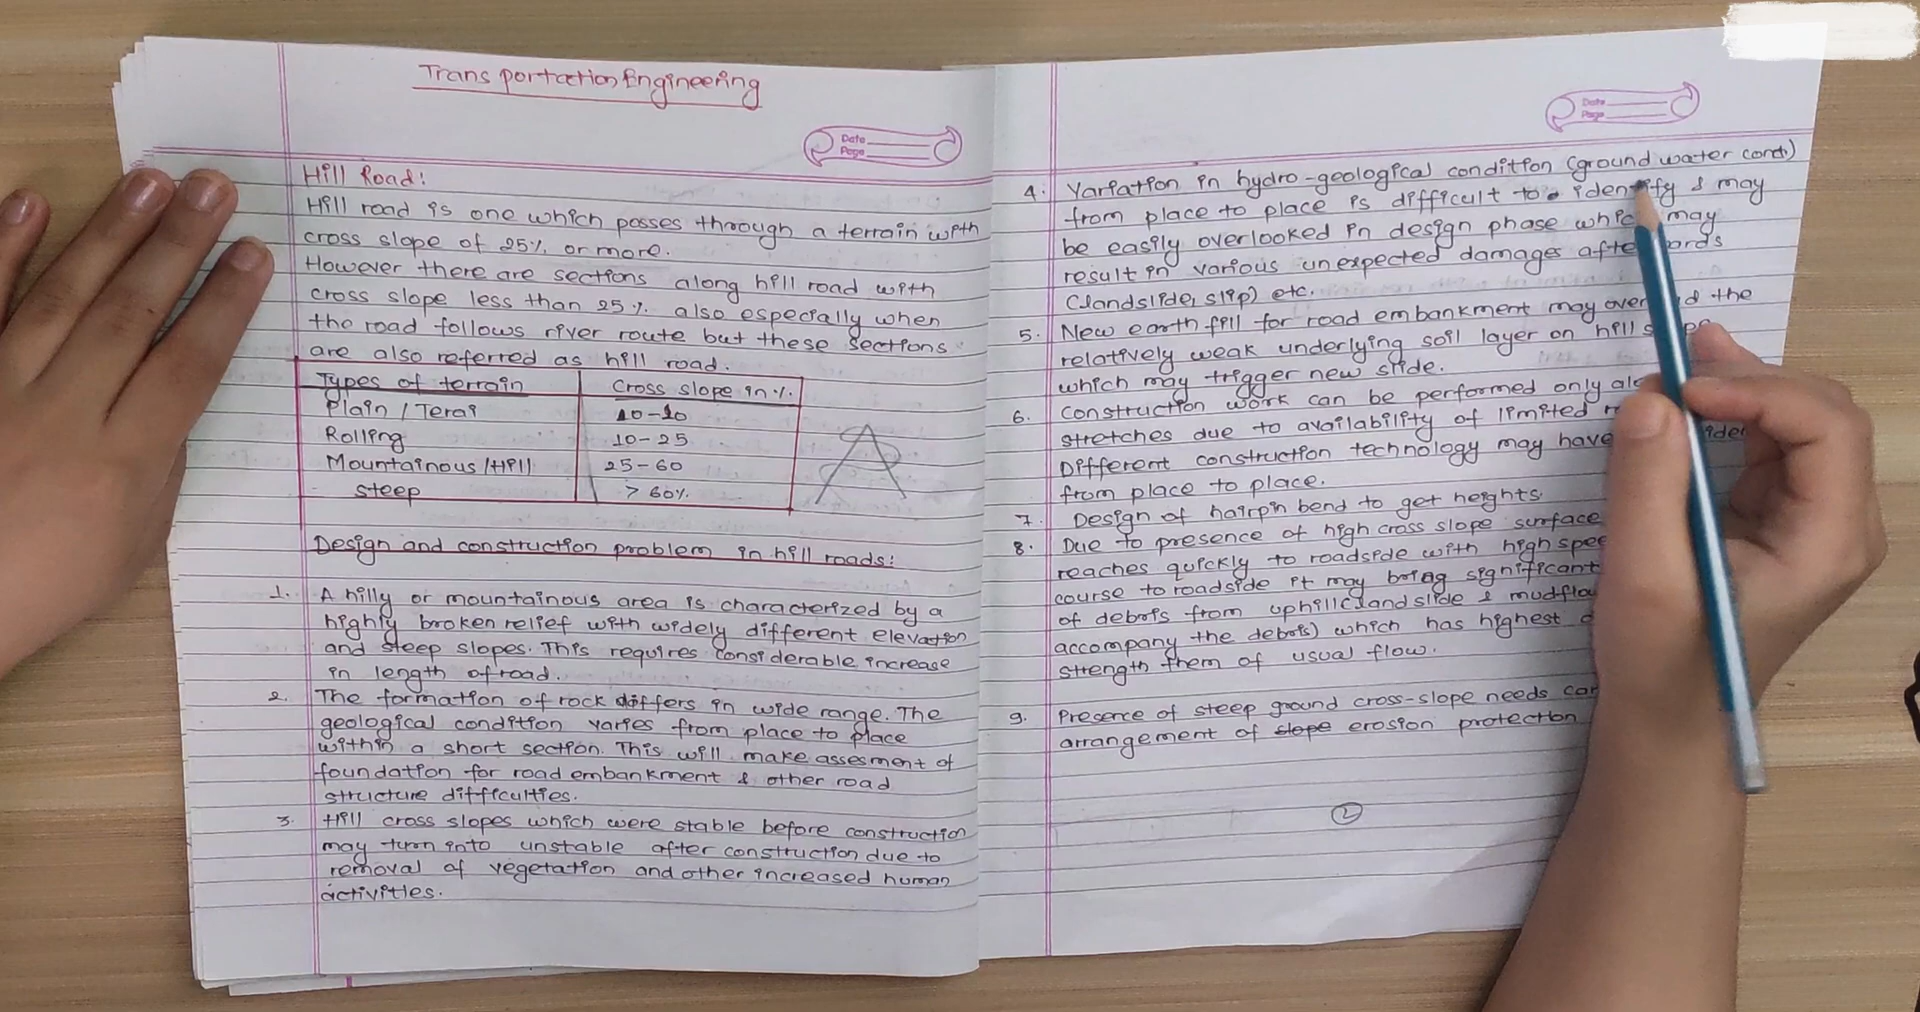 Transportation Engineering
Date
Page
Hill Road:
Hill road is one which passes through a terrain with
cross slope of 25% or more.
However there are sections along hill road with
cross slope less than 25% also especially when
the road follows river route but these sections
are also referred as hill road.
Types of terrain Cross slope in %.
Plain / Terai 10-10
Rolling 10-25
Mountainous / Hill 25-60
steep > 60%
Design and construction problem in hill roads:
1. A hilly or mountainous area is characterized by a
highly broken relief with widely different elevation
and steep slopes. This requires considerable increase
in length of road.
2. The formation of rock differs in wide range. The
geological condition varies from place to place
within a short section. This will make assesment of
foundation for road embankment & other road
structure difficulties.
3. Hill cross slopes which were stable before construction
may turn into unstable after construction due to
removal of vegetation and other increased human
activities.
Date
Page
4. Variation in hydro-geological condition (ground water cond.)
from place to place is difficult to identify & may
be easily overlooked in design phase which may
result in various unexpected damages afterwards
(landslide, slip) etc.
5. New earth fill for road embankment may the
relatively weak underlying soil layer on hill
which may trigger new slide.
6. Construction work can be performed only
stretches due to availability of limited
Different construction technology may have
from place to place.
7. Design of hairpin bend to get heights.
8. Due to presence of high cross slope surface
reaches quickly to roadside with high
course to roadside it may bring significant
of debris from uphill (landslide &
accompany the debris) which has highest
strength them of usual flow.
9. Presence of steep ground cross-slope needs
arrangement of slope erosion protection
2